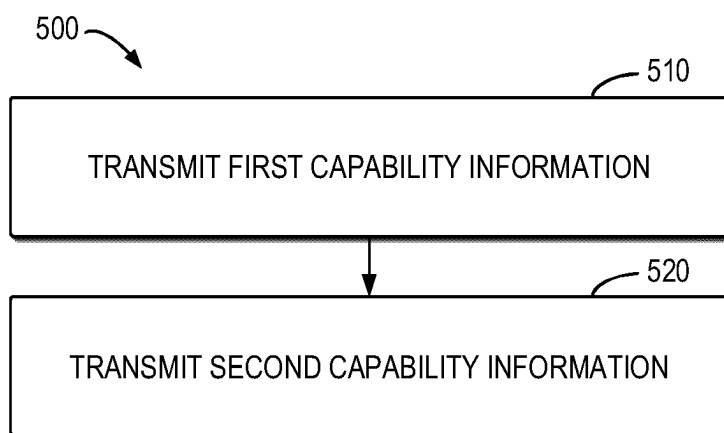 500
510
TRANSMIT FIRST CAPABILITY INFORMATION
520
TRANSMIT SECOND CAPABILITY INFORMATION